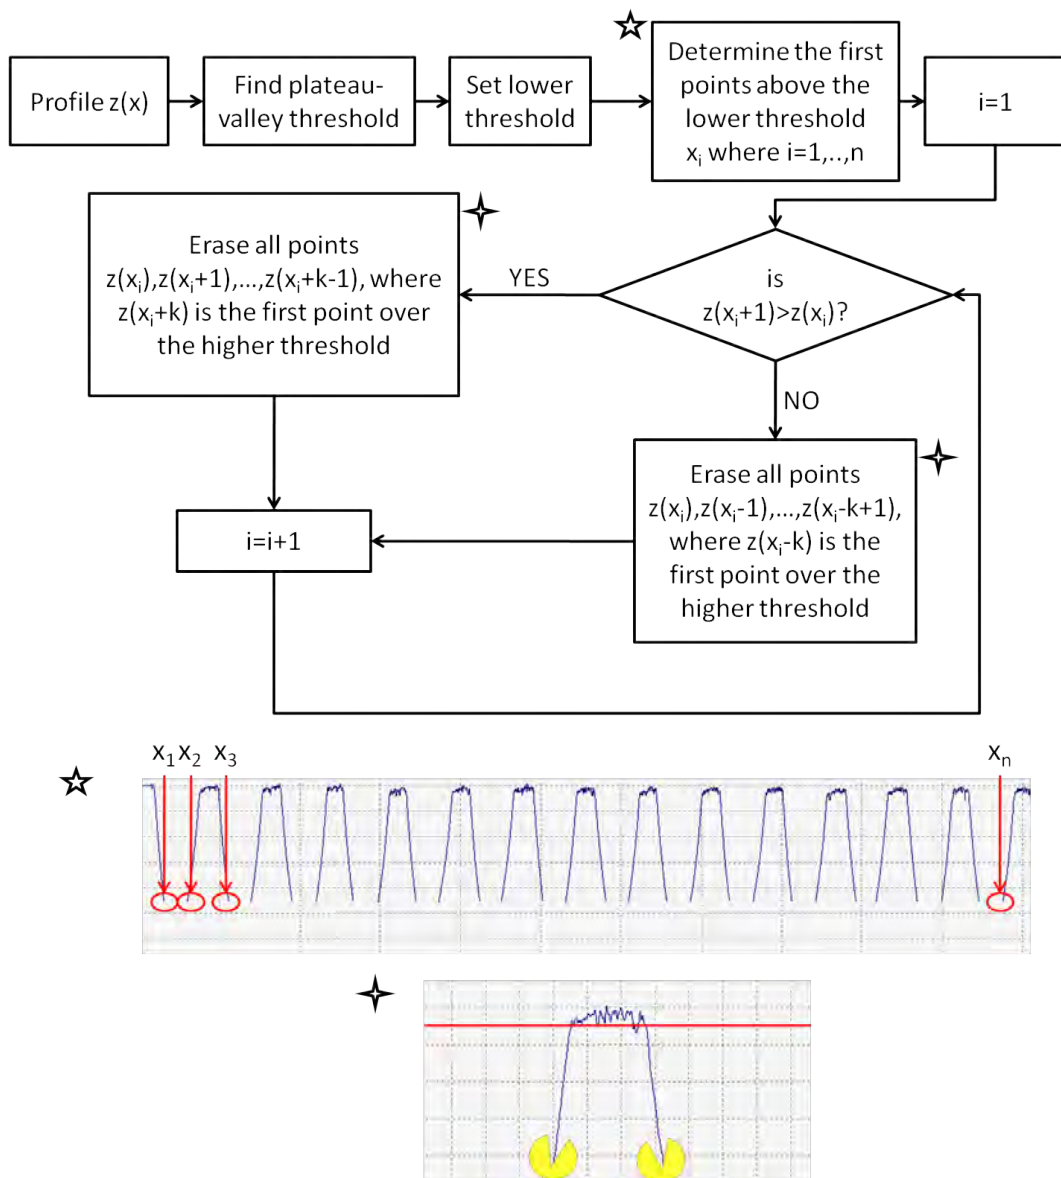 Profile z(x)
Find plateau-
valley threshold
Set lower
threshold
Determine the first
points above the
lower threshold
xᵢ where i=1,..,n
i=1
Erase all points
z(xᵢ),z(xᵢ+1),...,z(xᵢ+k-1), where
z(xᵢ+k) is the first point over
the higher threshold
YES
is
z(xᵢ+1)>z(xᵢ)?
NO
Erase all points
z(xᵢ),z(xᵢ-1),...,z(xᵢ-k+1),
where z(xᵢ-k) is the
first point over the
higher threshold
i=i+1
x₁ x₂ x₃ xₙ